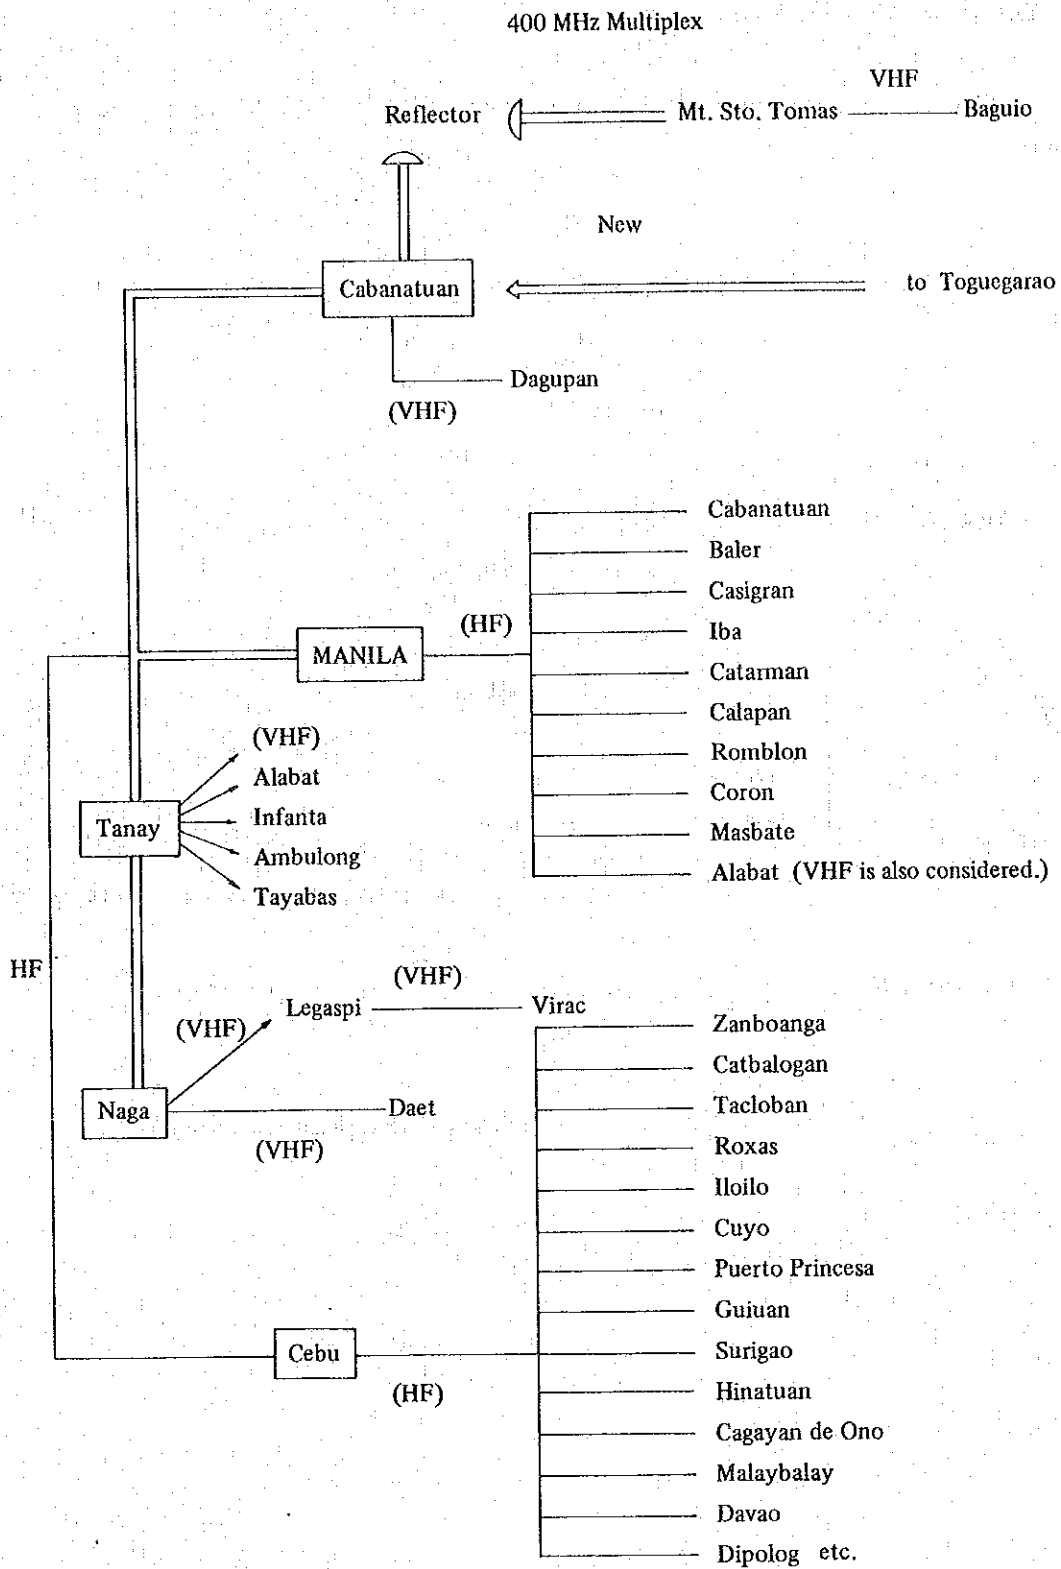 400 MHz Multiplex
VHF
Reflector
Mt. Sto. Tomas
Baguio
New
Cabanatuan
to Toguegarao
Dagupan
(VHF)
Cabanatuan
Baler
Casigran
(HF)
Iba
MANILA
Catarman
Calapan
(VHF)
Romblon
Alabat
Coron
Infanta
Tanay
Masbate
Ambulong
Alabat (VHF is also considered.)
Tayabas
HF
(VHF)
Legaspi
Virac
(VHF)
Zanboanga
Catbalogan
Naga
Daet
Tacloban
(VHF)
Roxas
Iloilo
Cuyo
Puerto Princesa
Guiuan
Cebu
Surigao
(HF)
Hinatuan
Cagayan de Ono
Malaybalay
Davao
Dipolog etc.